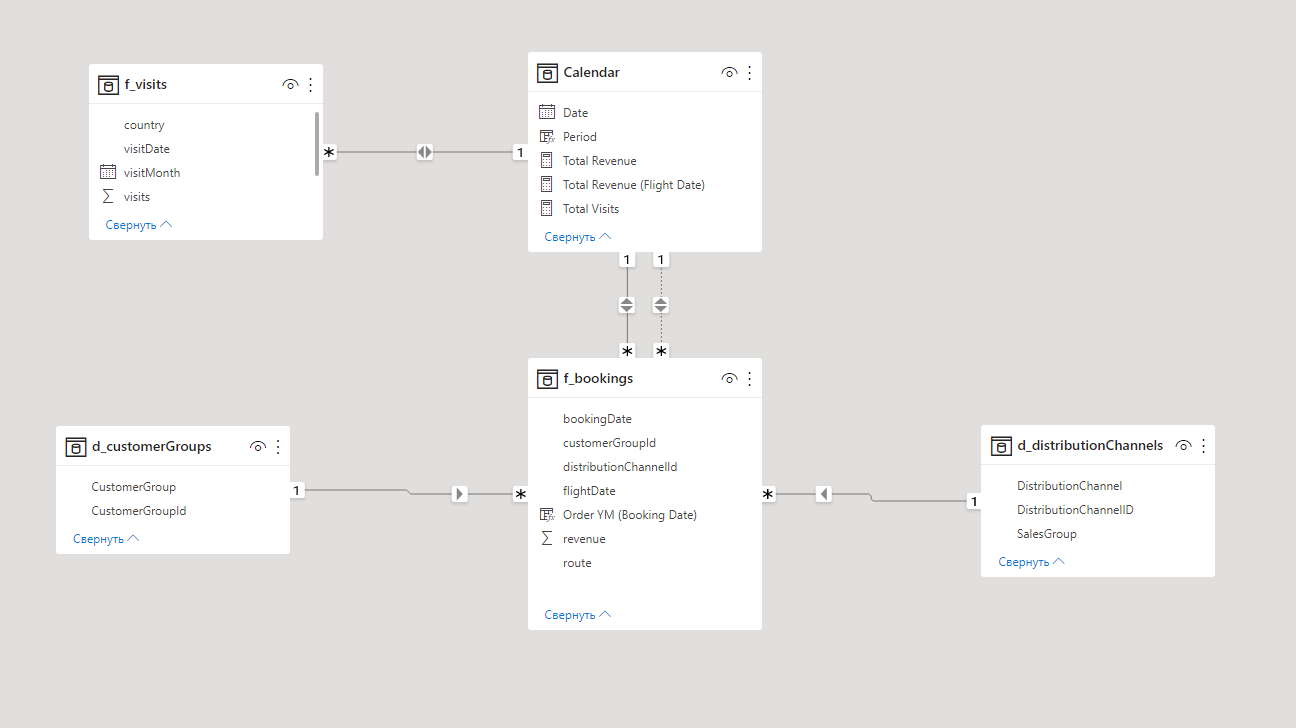 f_visits
country
visitDate
visitMonth
visits
Свернуть
Calendar
Date
Period
Total Revenue
Total Revenue (Flight Date)
Total Visits
Свернуть
*
1
1
1
*
*
f_bookings
bookingDate
customerGroupId
distributionChannelId
flightDate
Order YM (Booking Date)
revenue
route
Свернуть
d_customerGroups
CustomerGroup
CustomerGroupId
Свернуть
1
*
*
1
d_distributionChannels
DistributionChannel
DistributionChannelID
SalesGroup
Свернуть